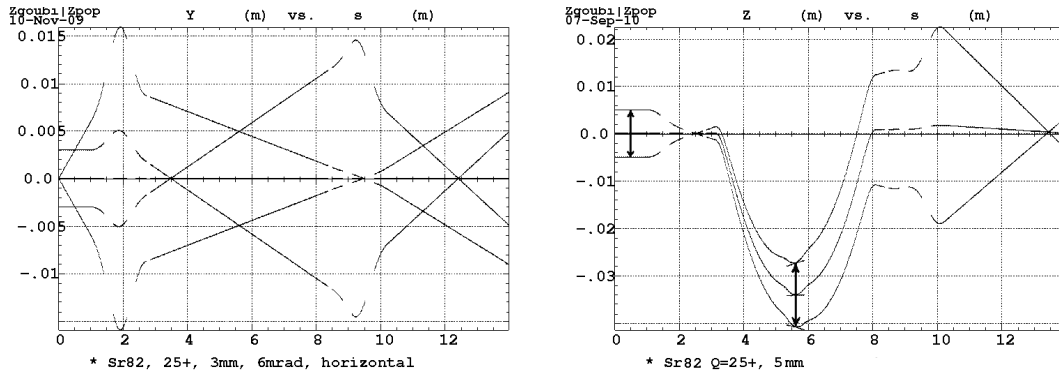 Zgoubi|Zpop
10-Nov-09
Y (m) vs. s (m)
0.015
0.01
0.005
0.0
-.005
-.01
0 2 4 6 8 10 12
* Sr82, 25+, 3mm, 6mrad, horizontal
Zgoubi|Zpop
07-Sep-10
Z (m) vs. s (m)
0.02
0.01
0.0
-.01
-.02
-.03
0 2 4 6 8 10 12
* Sr82 Q=25+, 5mm